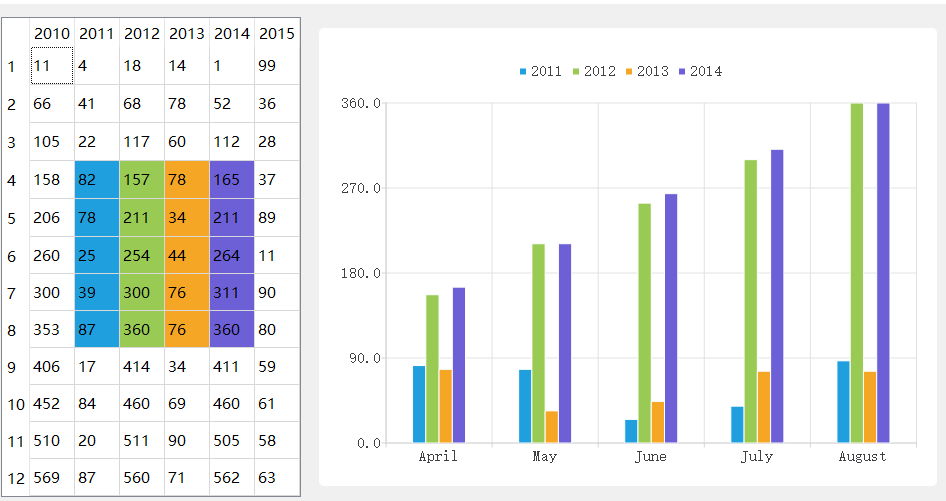 2010 2011 2012 2013 2014 2015
1 11 4 18 14 1 99
2 66 41 68 78 52 36
3 105 22 117 60 112 28
4 158 82 157 78 165 37
5 206 78 211 34 211 89
6 260 25 254 44 264 11
7 300 39 300 76 311 90
8 353 87 360 76 360 80
9 406 17 414 34 411 59
10 452 84 460 69 460 61
11 510 20 511 90 505 58
12 569 87 560 71 562 63
2011 2012 2013 2014
360.0
270.0
180.0
90.0
0.0
April May June July August